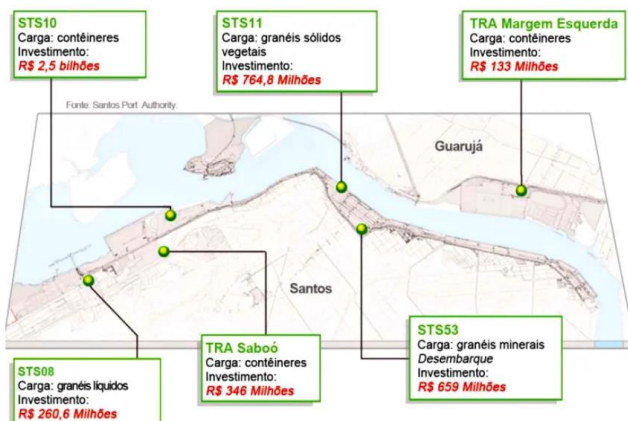 STS10
Carga: contêineres
Investimento:
R$ 2,5 bilhões
STS11
Carga: granéis sólidos
vegetais
Investimento:
R$ 764,8 Milhões
TRA Margem Esquerda
Carga: contêineres
Investimento:
R$ 133 Milhões
Fonte: Santos Port Authority.
Guarujá
Santos
STS08
Carga: granéis líquidos
Investimento:
R$ 260,6 Milhões
TRA Saboó
Carga: contêineres
Investimento:
R$ 346 Milhões
STS53
Carga: granéis minerais
Desembarque
Investimento:
R$ 659 Milhões